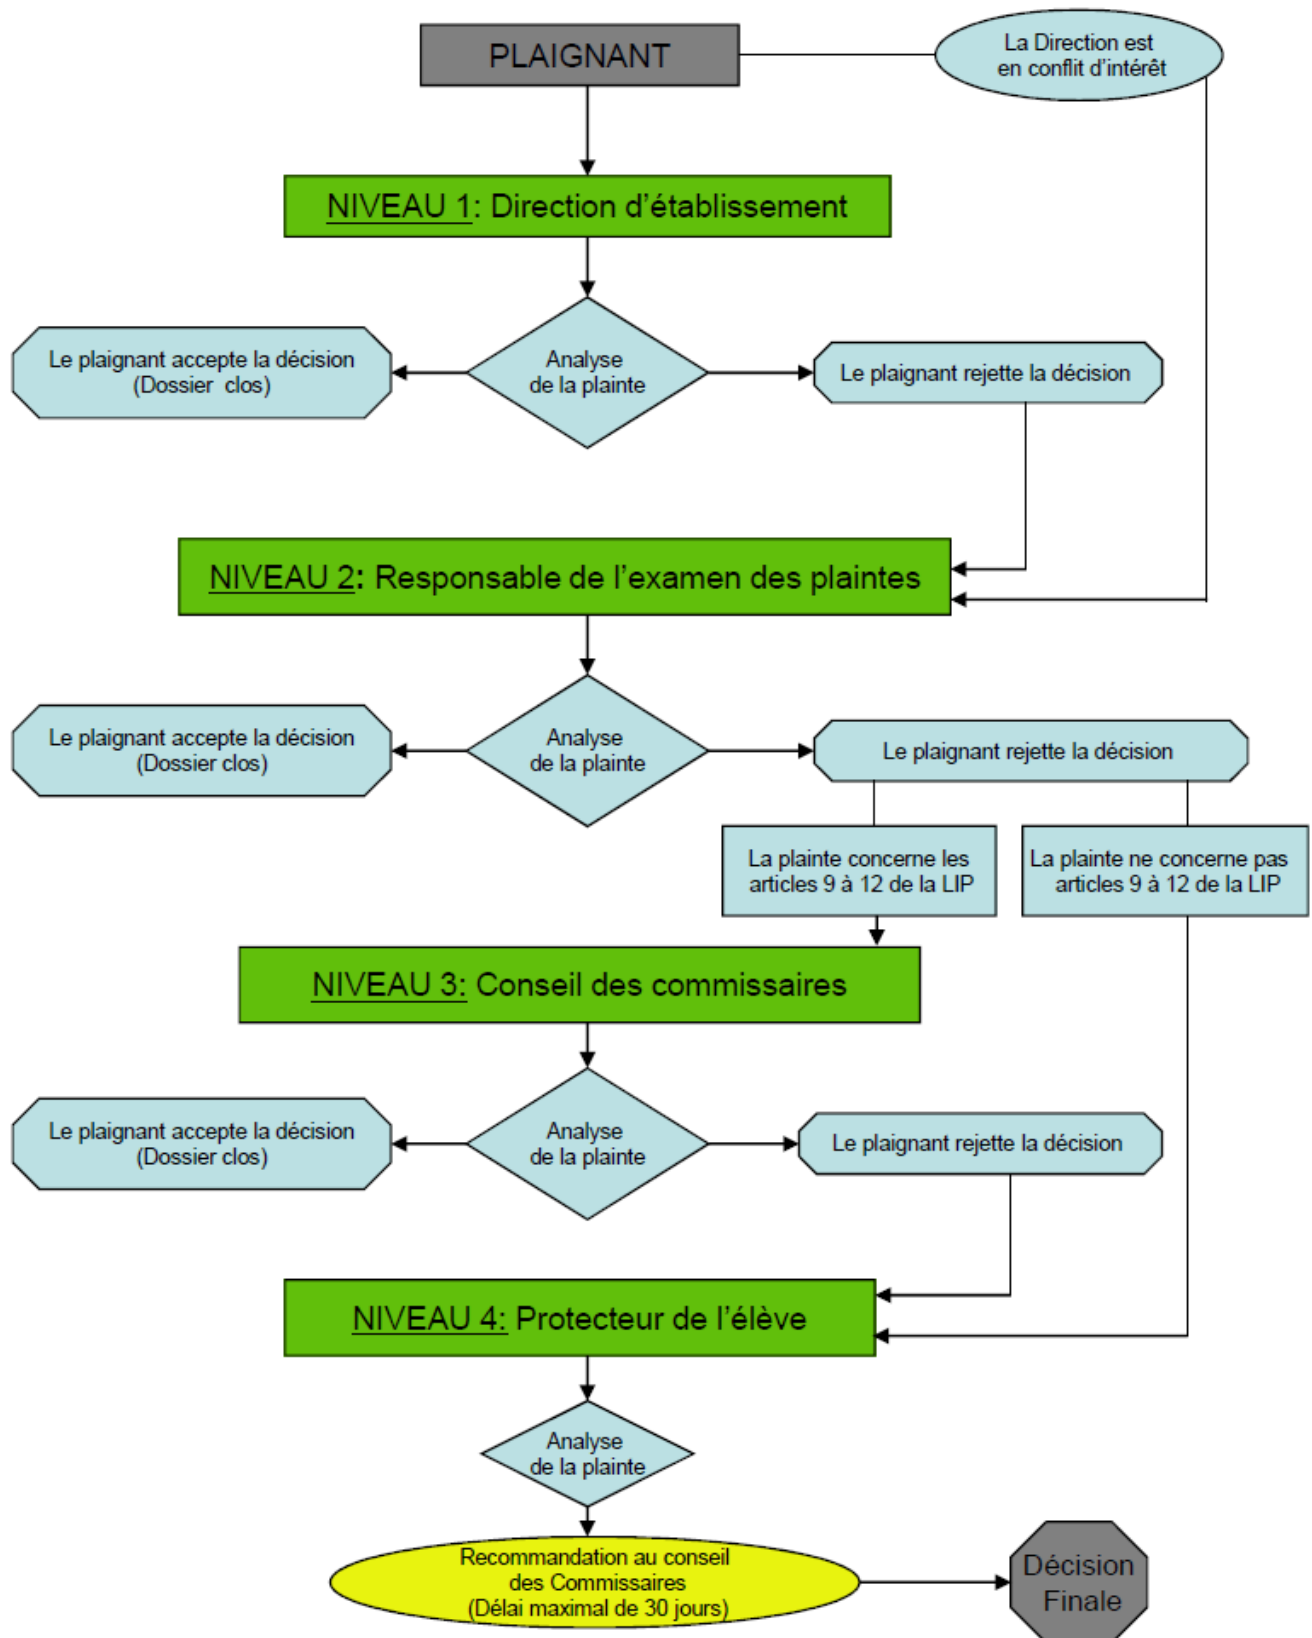 PLAIGNANT
La Direction est
en conflit d'intérêt
NIVEAU 1: Direction d'établissement
Le plaignant accepte la décision
(Dossier clos)
Analyse
de la plainte
Le plaignant rejette la décision
NIVEAU 2: Responsable de l'examen des plaintes
Le plaignant accepte la décision
(Dossier clos)
Analyse
de la plainte
Le plaignant rejette la décision
La plainte concerne les
articles 9 à 12 de la LIP
La plainte ne concerne pas
articles 9 à 12 de la LIP
NIVEAU 3: Conseil des commissaires
Le plaignant accepte la décision
(Dossier clos)
Analyse
de la plainte
Le plaignant rejette la décision
NIVEAU 4: Protecteur de l'élève
Analyse
de la plainte
Recommandation au conseil
des Commissaires
(Délai maximal de 30 jours)
Décision
Finale